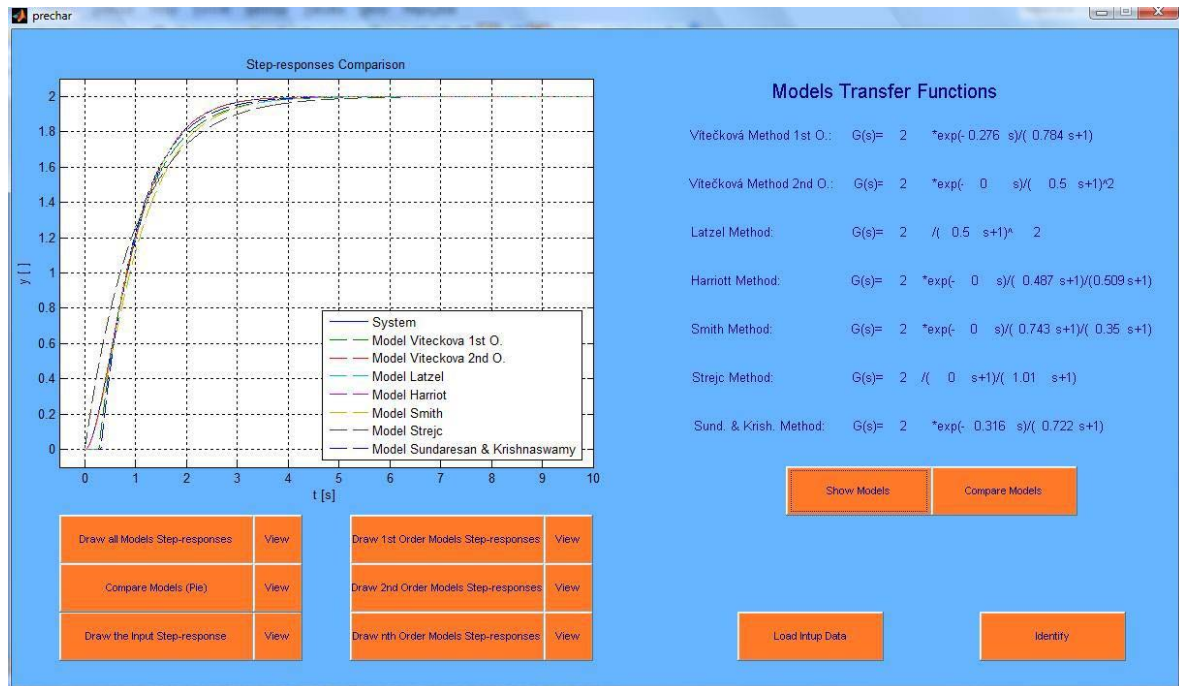 prechar
Step-responses Comparison
2
1.8
1.6
1.4
1.2
1
0.8
0.6
0.4
0.2
0
y [ ]
System
Model Viteckova 1st O.
Model Viteckova 2nd O.
Model Latzel
Model Harriot
Model Smith
Model Strejc
Model Sundaresan & Krishnaswamy
0 1 2 3 4 5 6 7 8 9 10
t [s]
Models Transfer Functions
Vítečková Method 1st O.: G(s)= 2 *exp(- 0.276 s)/( 0.784 s+1)
Vítečková Method 2nd O.: G(s)= 2 *exp(- 0 s)/( 0.5 s+1)^2
Latzel Method: G(s)= 2 /( 0.5 s+1)^ 2
Harriott Method: G(s)= 2 *exp(- 0 s)/( 0.487 s+1)/(0.509 s+1)
Smith Method: G(s)= 2 *exp(- 0 s)/( 0.743 s+1)/( 0.35 s+1)
Strejc Method: G(s)= 2 /( 0 s+1)/( 1.01 s+1)
Sund. & Krish. Method: G(s)= 2 *exp(- 0.316 s)/( 0.722 s+1)
Show Models Compare Models
Draw all Models Step-responses View Draw 1st Order Models Step-responses View
Compare Models (Pie) View Draw 2nd Order Models Step-responses View
Draw the Input Step-response View Draw nth Order Models Step-responses View
Load Intup Data Identify